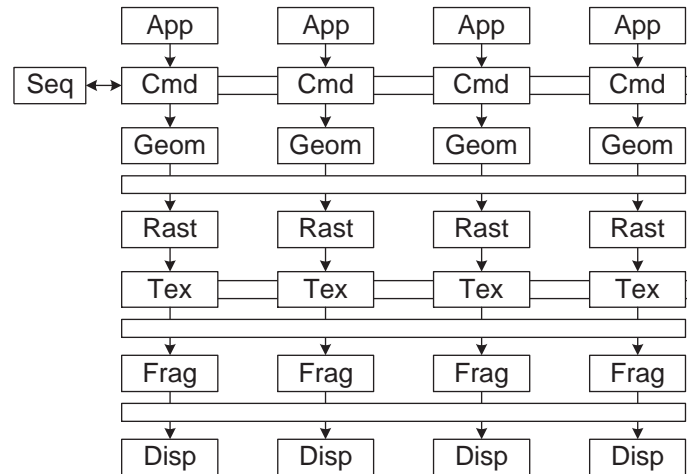 App App App App
Seq Cmd Cmd Cmd Cmd
Geom Geom Geom Geom
Rast Rast Rast Rast
Tex Tex Tex Tex
Frag Frag Frag Frag
Disp Disp Disp Disp